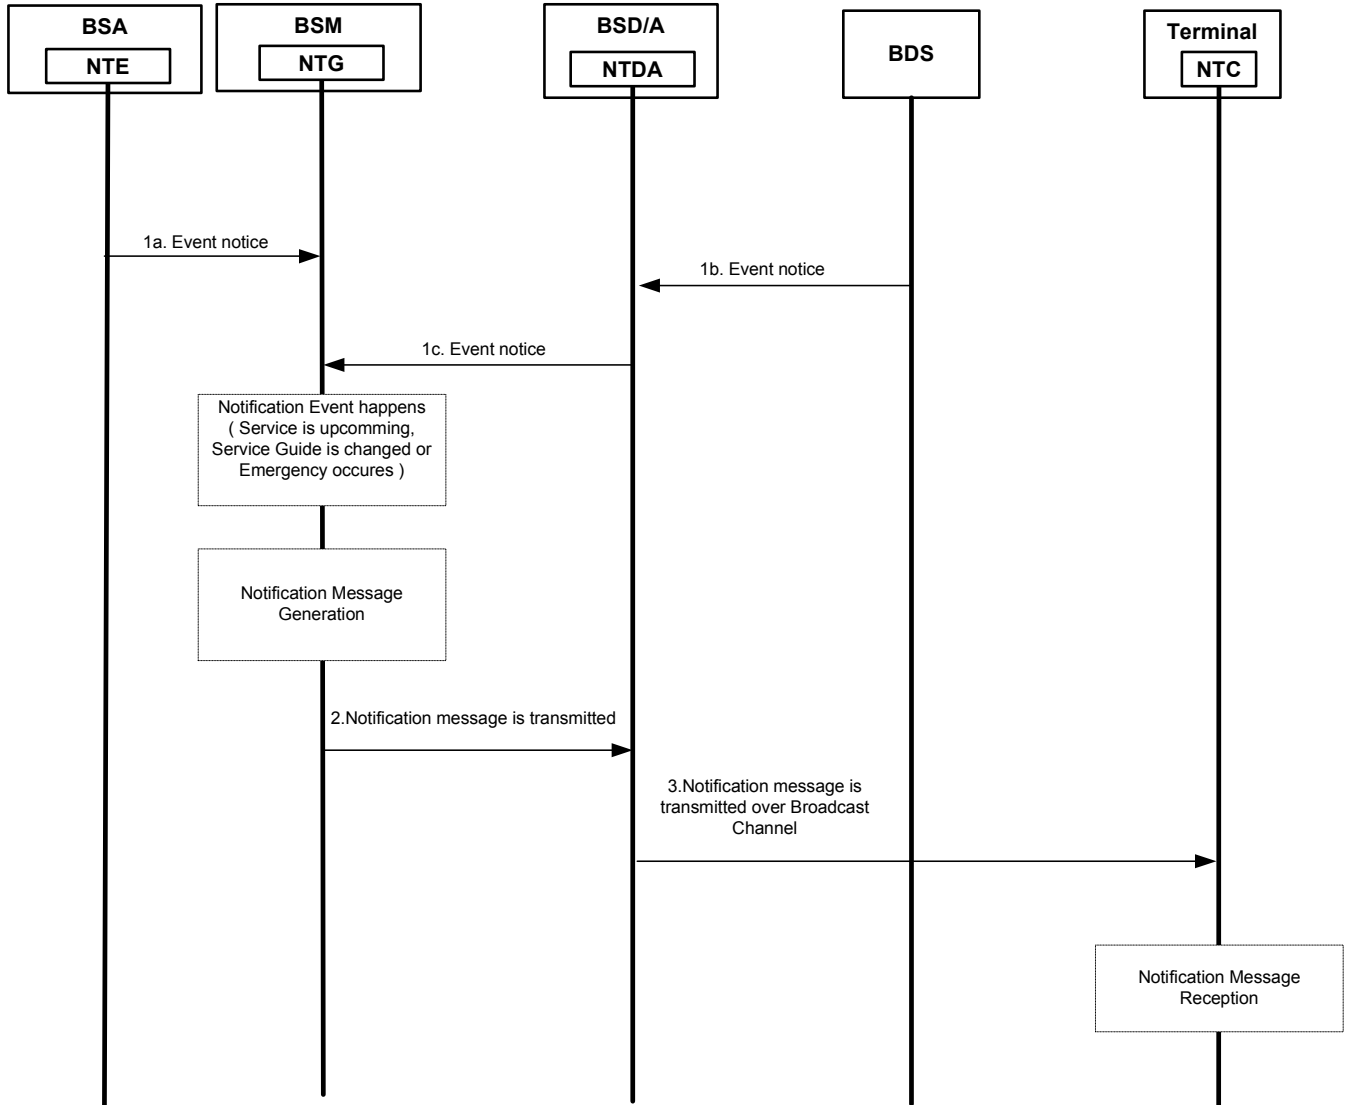 BSA
NTE
BSM
NTG
BSD/A
NTDA
BDS
Terminal
NTC
1a. Event notice
1b. Event notice
1c. Event notice
Notification Event happens
( Service is upcomming,
Service Guide is changed or
Emergency occures )
Notification Message
Generation
2.Notification message is transmitted
3.Notification message is
transmitted over Broadcast
Channel
Notification Message
Reception